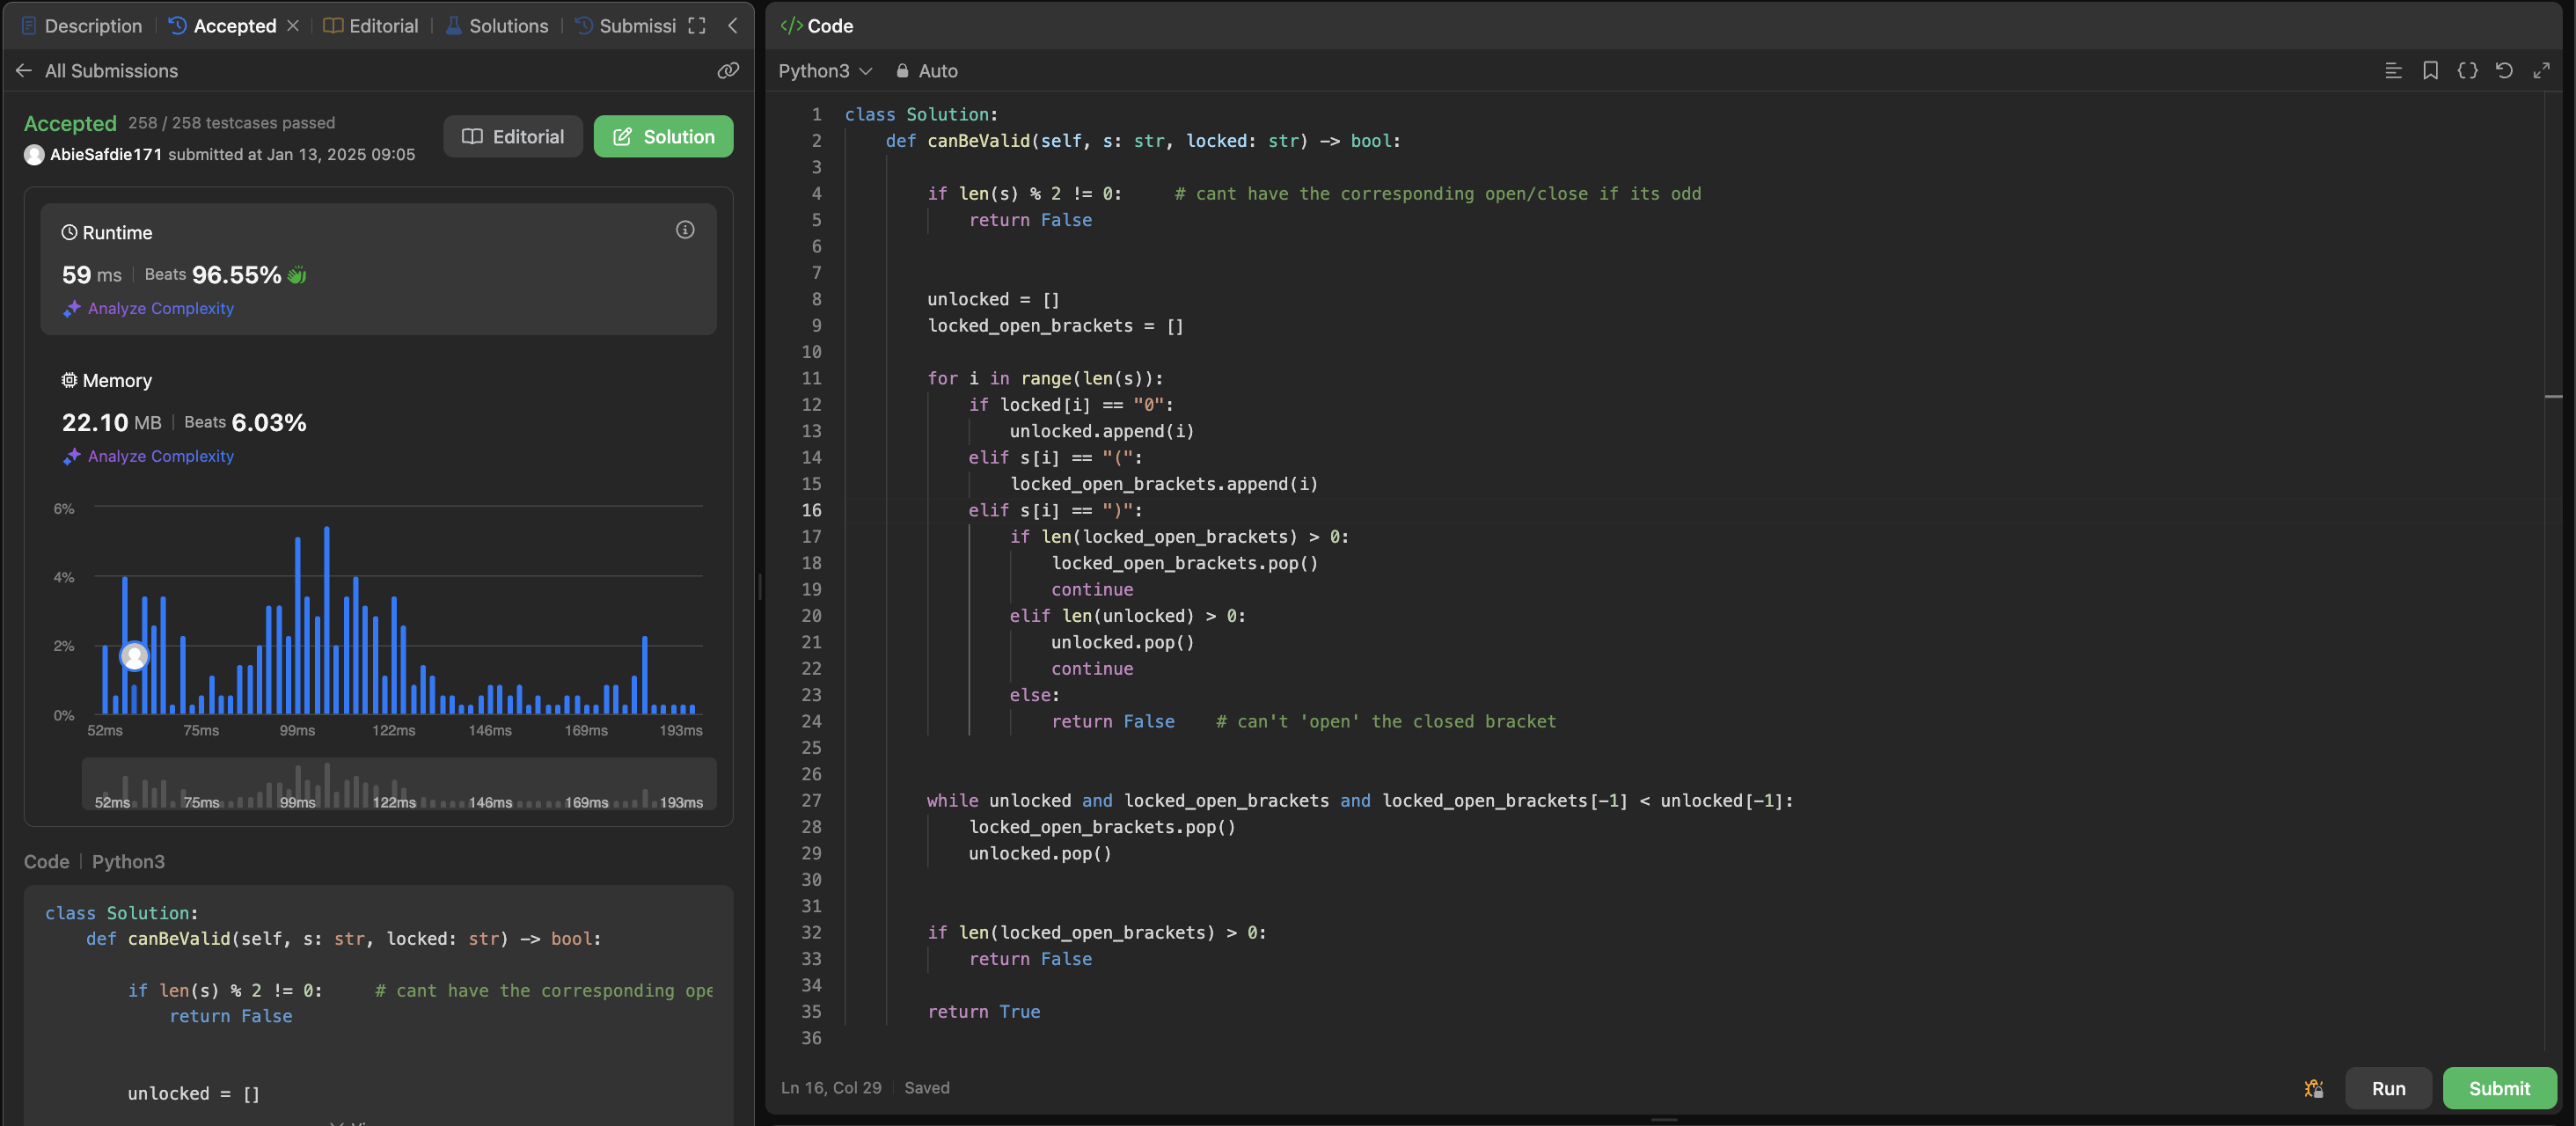 Description
Accepted
Editorial
Solutions
Submissi
All Submissions
Accepted 258 / 258 testcases passed
AbieSafdie171 submitted at Jan 13, 2025 09:05
Editorial
Solution
Runtime
59 ms | Beats 96.55%
Analyze Complexity
Memory
22.10 MB | Beats 6.03%
Analyze Complexity
6%
4%
2%
0%
52ms 75ms 99ms 122ms 146ms 169ms 193ms
52ms 75ms 99ms 122ms 146ms 169ms 193ms
Code | Python3
class Solution:
    def canBeValid(self, s: str, locked: str) -> bool:
        if len(s) % 2 != 0:     # cant have the corresponding ope
            return False
        unlocked = []
</> Code
Python3 Auto
1 class Solution:
2     def canBeValid(self, s: str, locked: str) -> bool:
3
4         if len(s) % 2 != 0:     # cant have the corresponding open/close if its odd
5             return False
6
7
8         unlocked = []
9         locked_open_brackets = []
10
11         for i in range(len(s)):
12             if locked[i] == "0":
13                 unlocked.append(i)
14             elif s[i] == "(":
15                 locked_open_brackets.append(i)
16             elif s[i] == ")":
17                 if len(locked_open_brackets) > 0:
18                     locked_open_brackets.pop()
19                     continue
20                 elif len(unlocked) > 0:
21                     unlocked.pop()
22                     continue
23                 else:
24                     return False    # can't 'open' the closed bracket
25
26
27         while unlocked and locked_open_brackets and locked_open_brackets[-1] < unlocked[-1]:
28             locked_open_brackets.pop()
29             unlocked.pop()
30
31
32         if len(locked_open_brackets) > 0:
33             return False
34
35         return True
36
Ln 16, Col 29 | Saved
Run
Submit